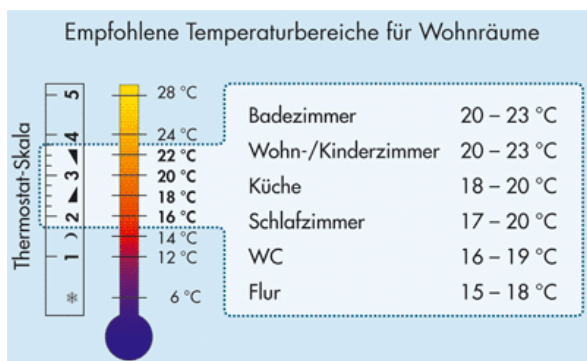 Empfohlene Temperaturbereiche für Wohnräume
Thermostat-Skala
5
4
3
2
1
28 °C
24 °C
22 °C
20 °C
18 °C
16 °C
14 °C
12 °C
6 °C
Badezimmer 20 – 23 °C
Wohn-/Kinderzimmer 20 – 23 °C
Küche 18 – 20 °C
Schlafzimmer 17 – 20 °C
WC 16 – 19 °C
Flur 15 – 18 °C